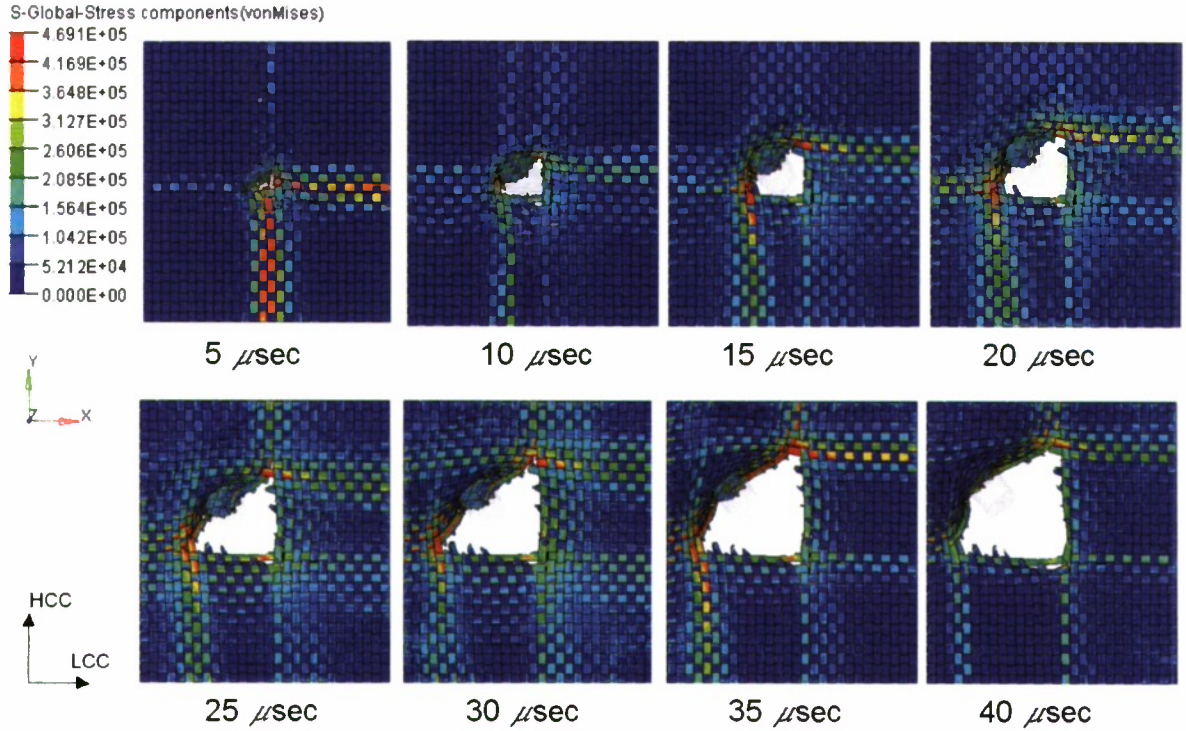 S-Global-Stress components(vonMises)
4.691E+05
4.169E+05
3.648E+05
3.127E+05
2.606E+05
2.085E+05
1.564E+05
1.042E+05
5.212E+04
0.000E+00
5 μsec
10 μsec
15 μsec
20 μsec
Y
Z
X
HCC
LCC
25 μsec
30 μsec
35 μsec
40 μsec